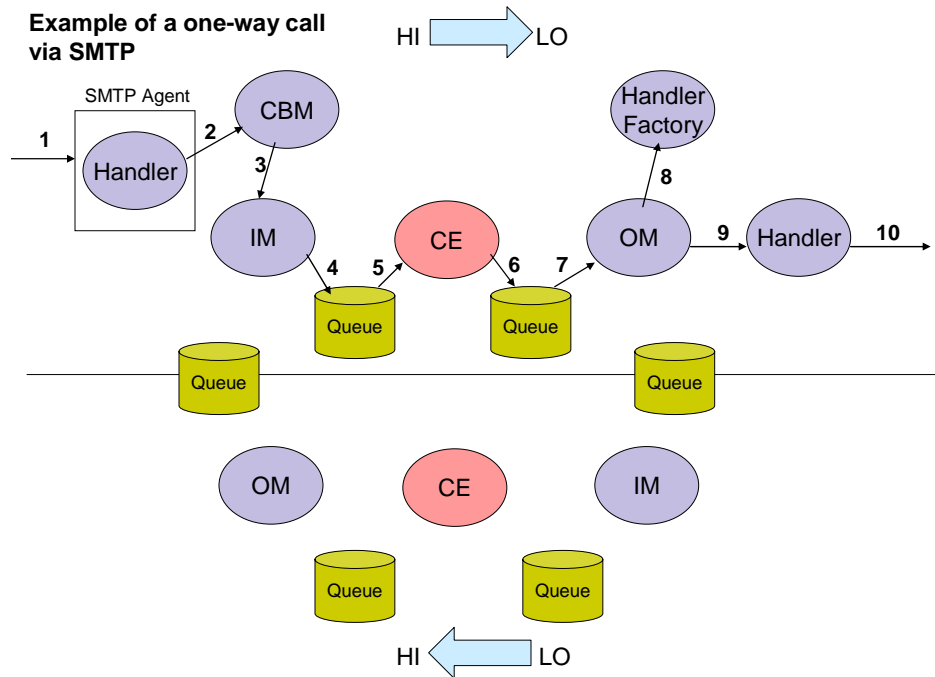 Example of a one-way call
via SMTP
HI
LO
SMTP Agent
CBM
Handler
Factory
1
2
3
8
Handler
IM
CE
OM
9
Handler
10
4
5
6
7
Queue
Queue
Queue
Queue
OM
CE
IM
Queue
Queue
HI
LO